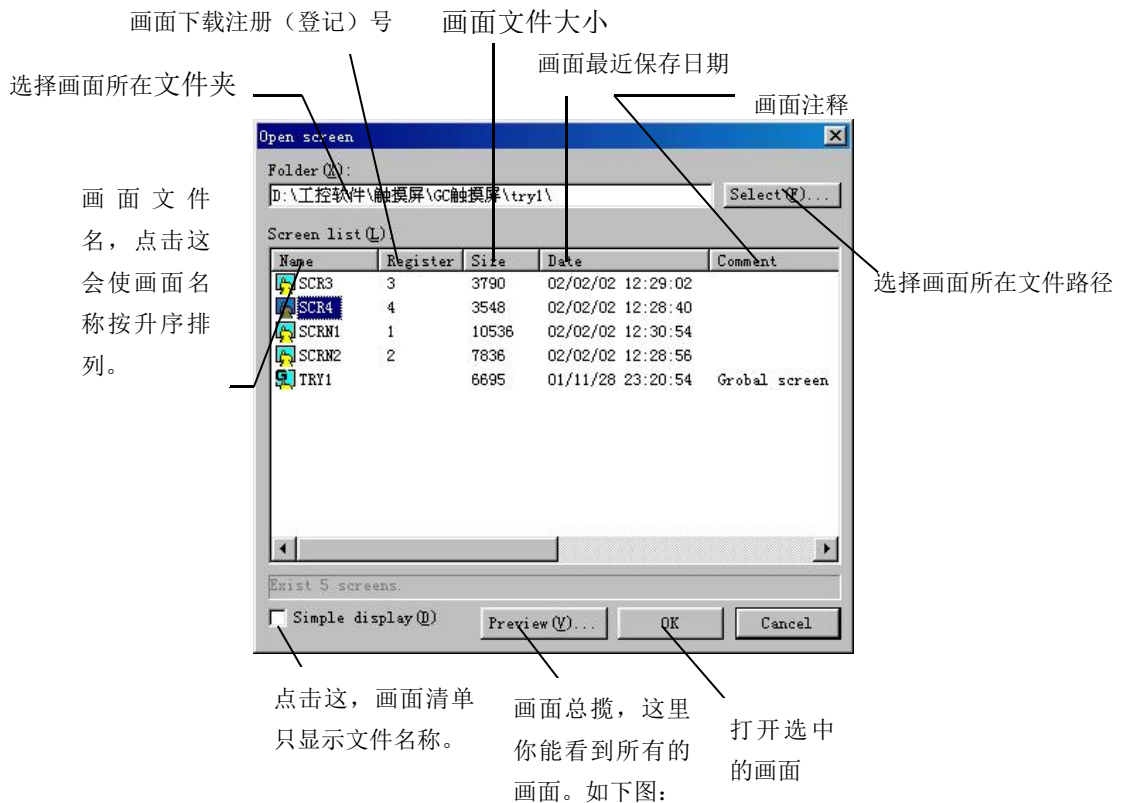 画面下载注册（登记）号
画面文件大小
画面最近保存日期
选择画面所在文件夹
画面注释
Open screen
Folder(X):
D:\工控软件\触摸屏\GC触摸屏\try1\
Select(F)...
画面文件
名，点击这
会使画面名
称按升序排
列。
Screen list(L)
Name Register Size Date Comment
SCR3 3 3790 02/02/02 12:29:02
SCR4 4 3548 02/02/02 12:28:40
SCRN1 1 10536 02/02/02 12:30:54
SCRN2 2 7836 02/02/02 12:28:56
TRY1 6695 01/11/28 23:20:54 Grobal screen
选择画面所在文件路径
Exist 5 screens.
Simple display(D)
Preview(V)...
OK
Cancel
点击这，画面清单
只显示文件名称。
画面总揽，这里
你能看到所有的
画面。如下图：
打开选中
的画面